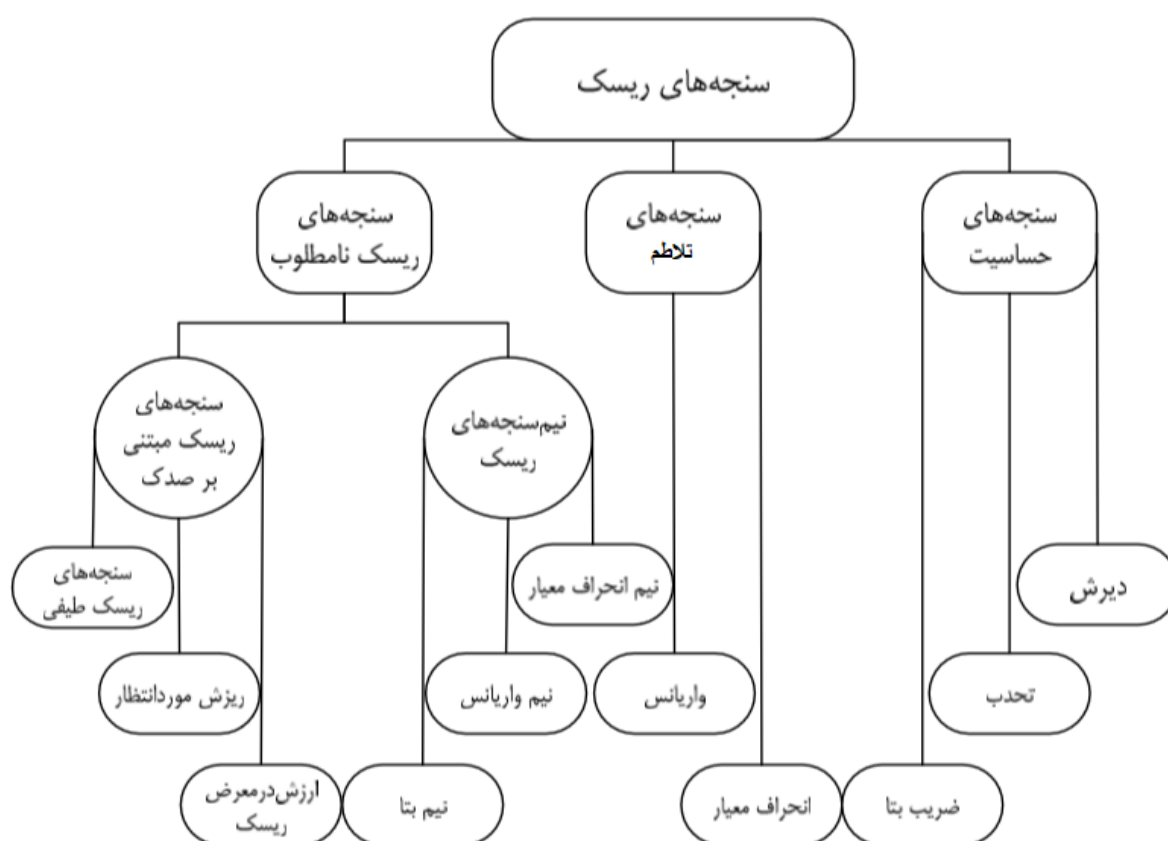 سنجه‌های ریسک
سنجه‌های
حساسیت
سنجه‌های
تلاطم
سنجه‌های
ریسک نامطلوب
نیم‌سنجه‌های
ریسک
سنجه‌های
ریسک مبتنی
بر صدک
دیرش
نیم انحراف معیار
سنجه‌های
ریسک طیفی
تحدب
واریانس
نیم واریانس
ریزش موردانتظار
ضریب بتا
انحراف معیار
نیم بتا
ارزش‌درمعرض
ریسک